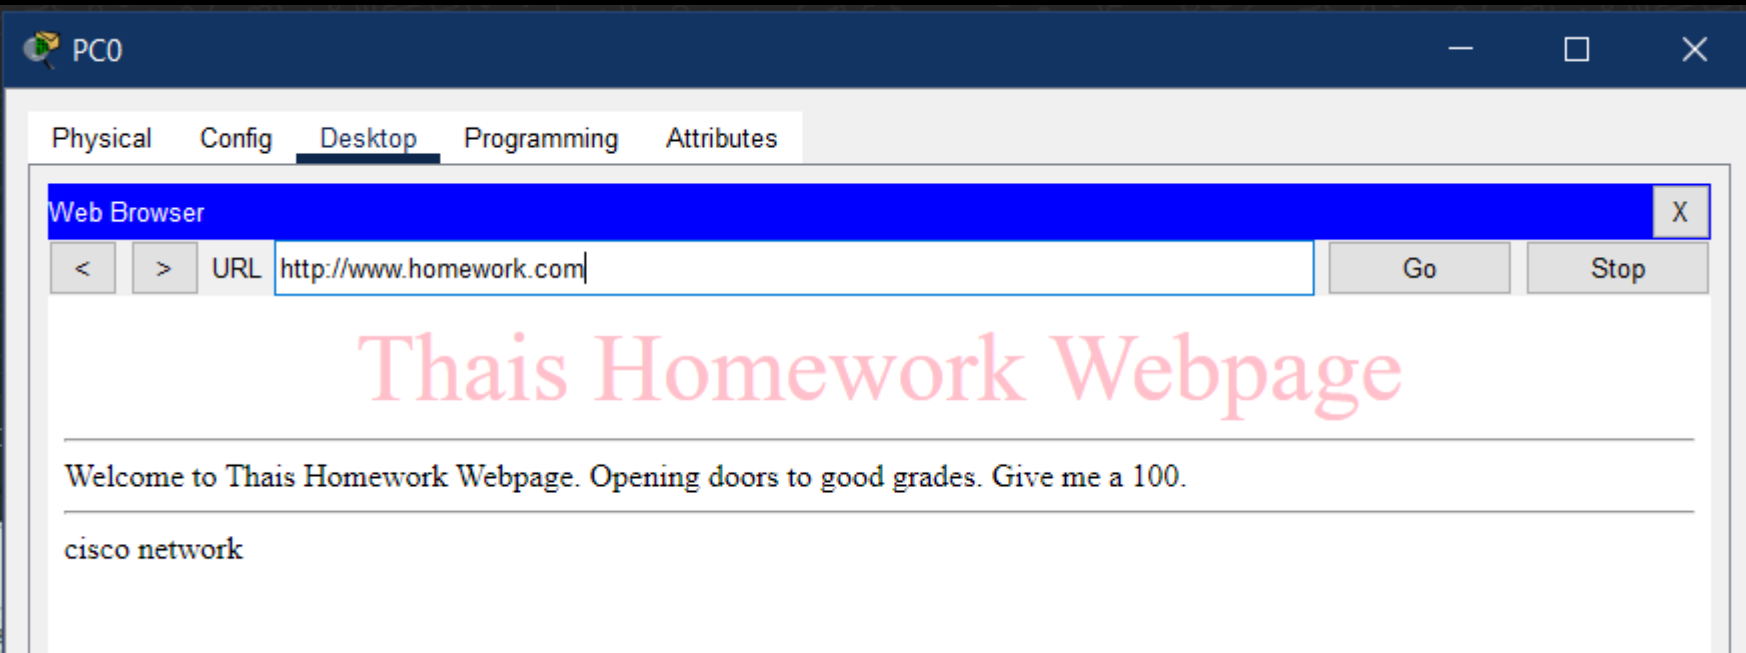 PC0
Physical Config Desktop Programming Attributes
Web Browser X
< > URL http://www.homework.com Go Stop
Thais Homework Webpage
Welcome to Thais Homework Webpage. Opening doors to good grades. Give me a 100.
cisco network